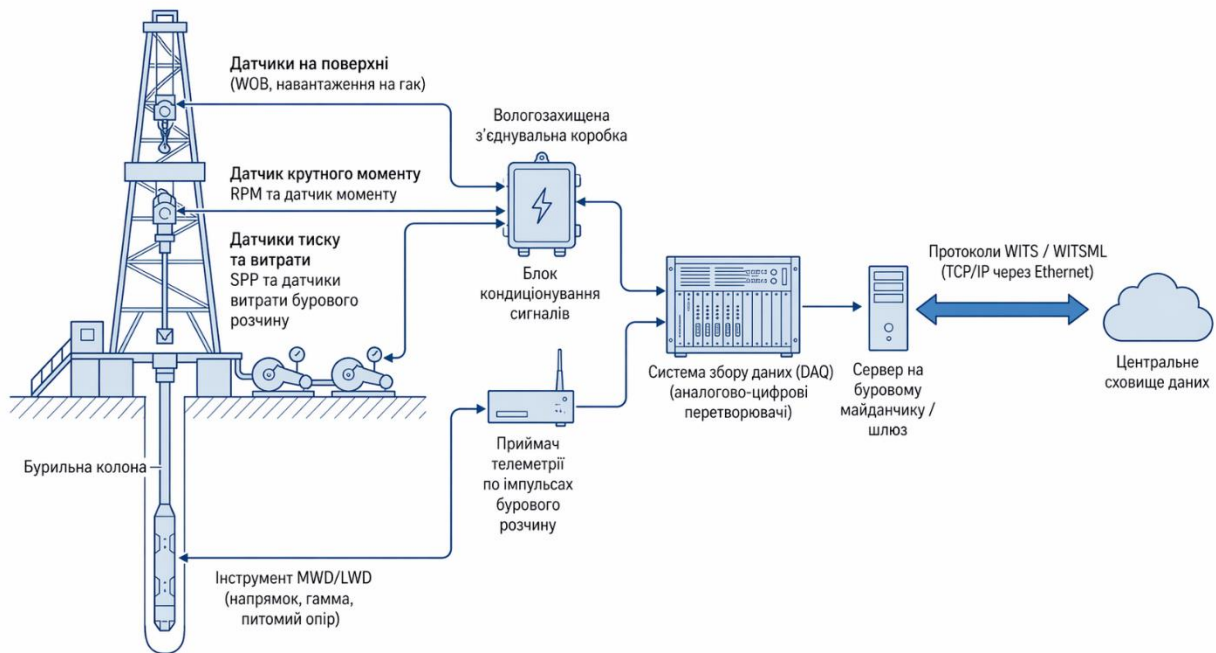 Датчики на поверхні
(WOB, навантаження на гак)
Датчик крутного моменту
RPM та датчик моменту
Датчики тиску
та витрати
SPP та датчики
витрати бурового
розчину
Вологозахищена
з’єднувальна коробка
Блок
кондиціонування
сигналів
Приймач
телеметрії
по імпульсах
бурового
розчину
Система збору даних (DAQ)
(аналогово-цифрові
перетворювачі)
Сервер на
буровому
майданчику /
шлюз
Протоколи WITS / WITSML
(TCP/IP через Ethernet)
Центральне
сховище даних
Бурильна колона
Інструмент MWD/LWD
(напрямок, гамма,
питомий опір)